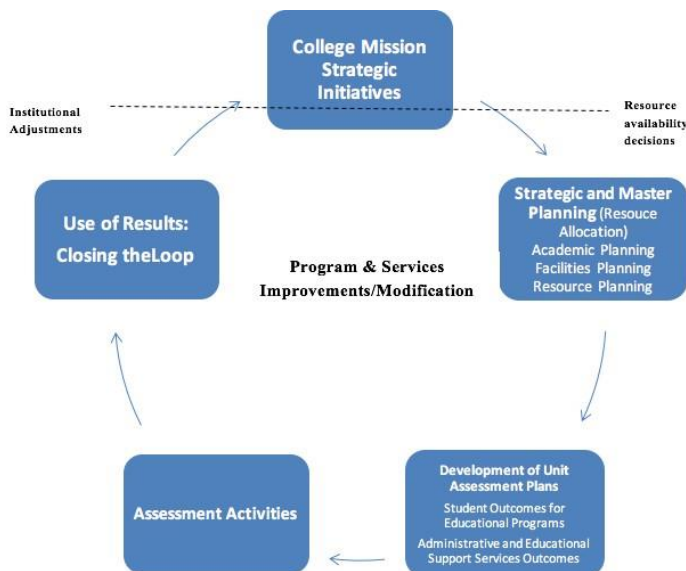 College Mission
Strategic
Initiatives
Institutional
Adjustments
Resource
availability
decisions
Strategic and Master
Planning (Resouce
Allocation)
Academic Planning
Facilities Planning
Resource Planning
Use of Results:
Closing theLoop
Program & Services
Improvements/Modification
Development of Unit
Assessment Plans
Student Outcomes for
Educational Programs
Administrative and Educational
Support Services Outcomes
Assessment Activities